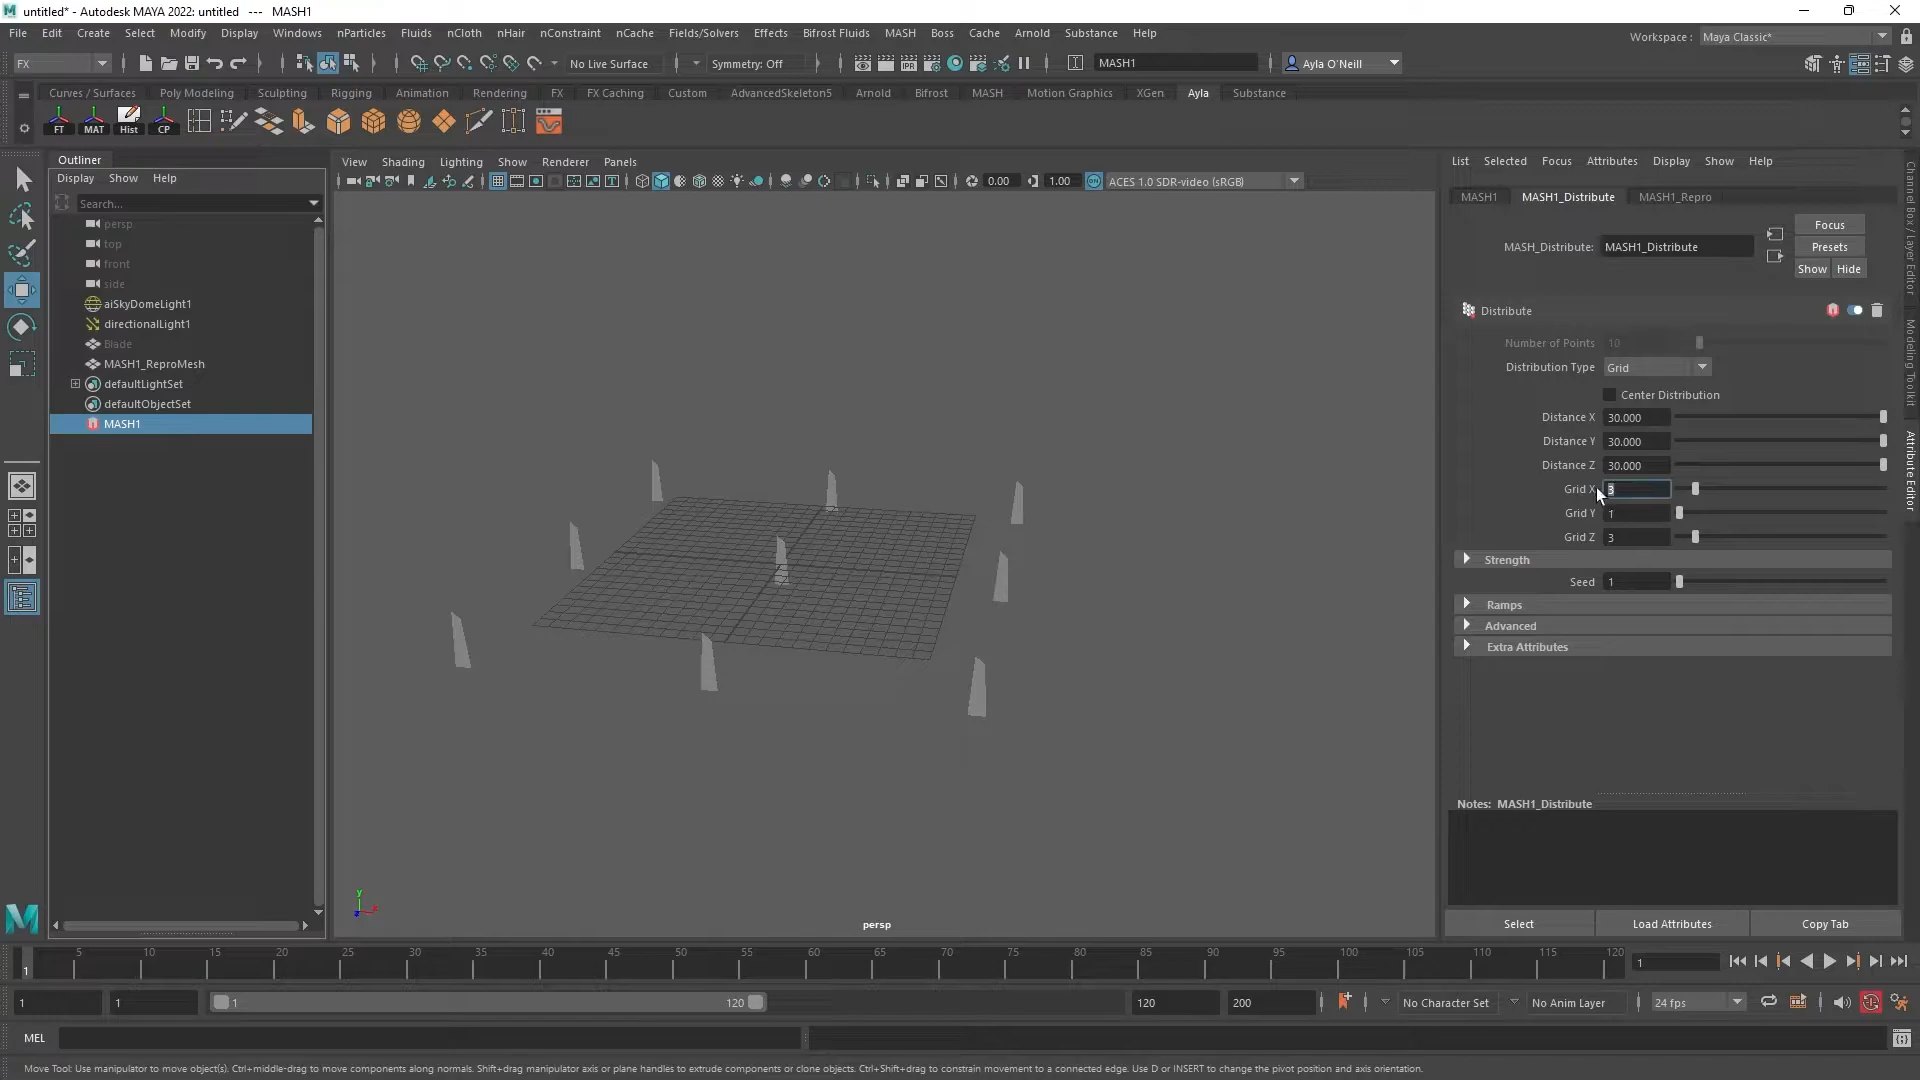 untitled* - Autodesk MAYA 2022: untitled --- MASH1
File Edit Create Select Modify Display Windows nParticles Fluids nCloth nHair nConstraint nCache Fields/Solvers Effects Bifrost Fluids MASH Boss Cache Arnold Substance Help Workspace : Maya Classic*
FX No Live Surface Symmetry: Off IPR MASH1 Ayla O'Neill
Curves / Surfaces Poly Modeling Sculpting Rigging Animation Rendering FX FX Caching Custom AdvancedSkeleton5 Arnold Bifrost MASH Motion Graphics XGen Ayla Substance
FT MAT Hist CP
Outliner
Display Show Help
Search...
persp
top
front
side
aiSkyDomeLight1
directionalLight1
Blade
MASH1_ReproMesh
defaultLightSet
defaultObjectSet
MASH1
View Shading Lighting Show Renderer Panels
0.00 1.00 ON ACES 1.0 SDR-video (sRGB)
y
x
z
persp
List Selected Focus Attributes Display Show Help
MASH1 MASH1_Distribute MASH1_Repro
MASH_Distribute: MASH1_Distribute
Focus
Presets
Show Hide
Distribute
Number of Points 10
Distribution Type Grid
Center Distribution
Distance X 30.000
Distance Y 30.000
Distance Z 30.000
Grid X 3
Grid Y 1
Grid Z 3
Strength
Seed 1
Ramps
Advanced
Extra Attributes
Notes: MASH1_Distribute
Select Load Attributes Copy Tab
Channel Box / Layer Editor
Modeling Toolkit
Attribute Editor
5 10 15 20 25 30 35 40 45 50 55 60 65 70 75 80 85 90 95 100 105 110 115 120
1 1
1 1 1 120 120 200 No Character Set No Anim Layer 24 fps
MEL
Move Tool: Use manipulator to move object(s). Ctrl+middle-drag to move components along normals. Shift+drag manipulator axis or plane handles to extrude components or clone objects. Ctrl+Shift+drag to constrain movement to a connected edge. Use D or INSERT to change the pivot position and axis orientation.